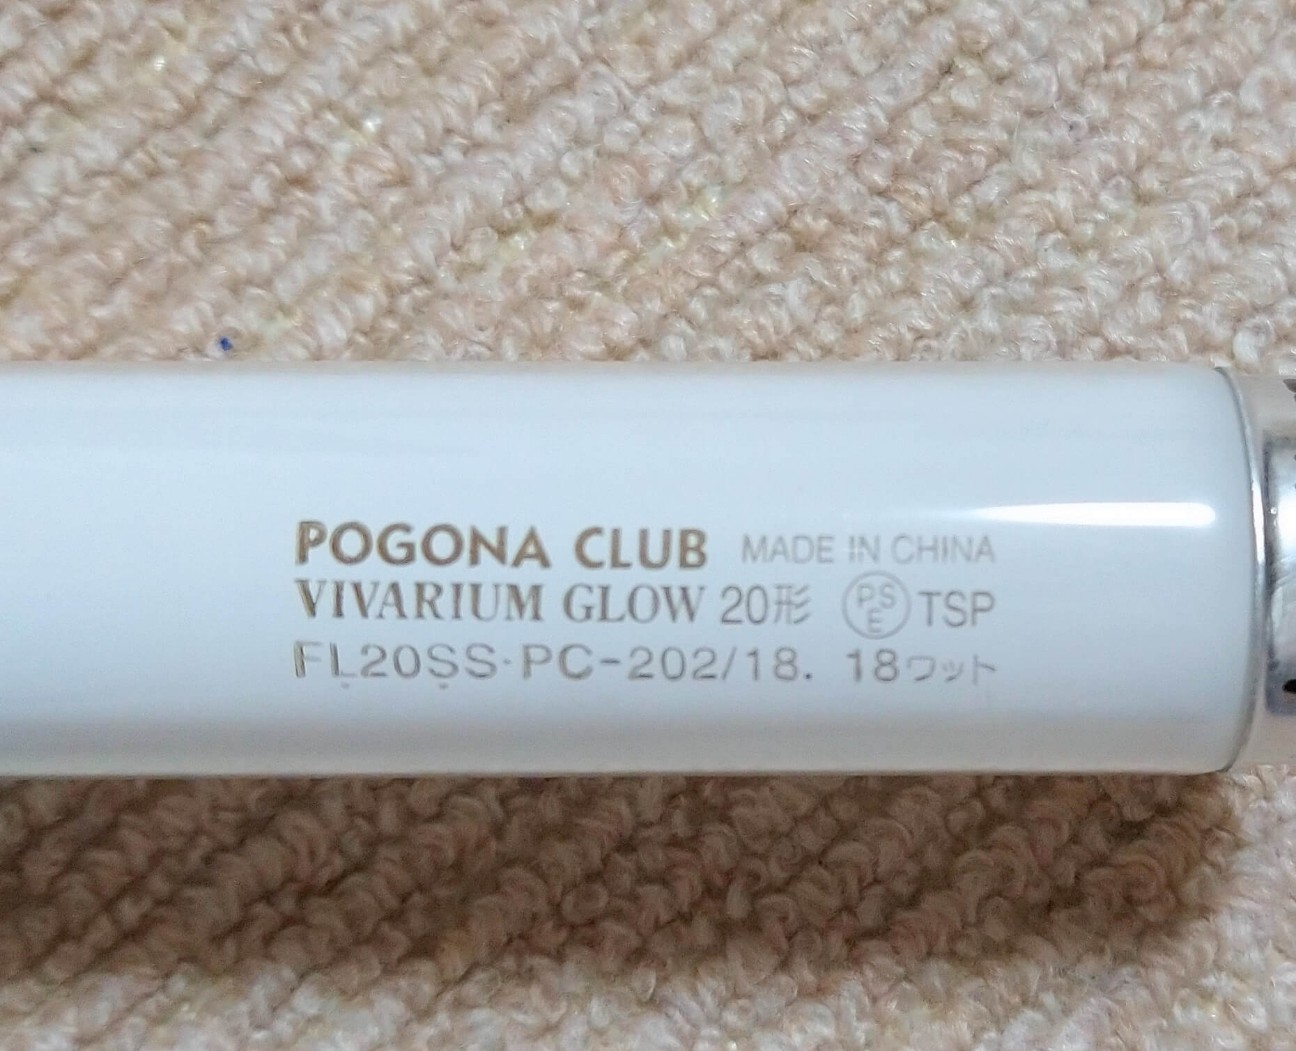 POGONA CLUB MADE IN CHINA
VIVARIUM GLOW 20形 PSE TSP
FL20SS·PC-202/18. 18ワット